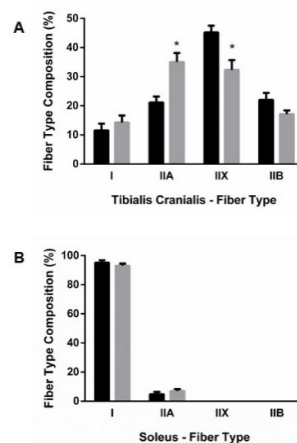 A
Fiber Type Composition (%)
50
40
30
20
10
0
*
*
I IIA IIX IIB
Tibialis Cranialis - Fiber Type
B
Fiber Type Composition (%)
100
80
60
40
20
0
I IIA IIX IIB
Soleus - Fiber Type